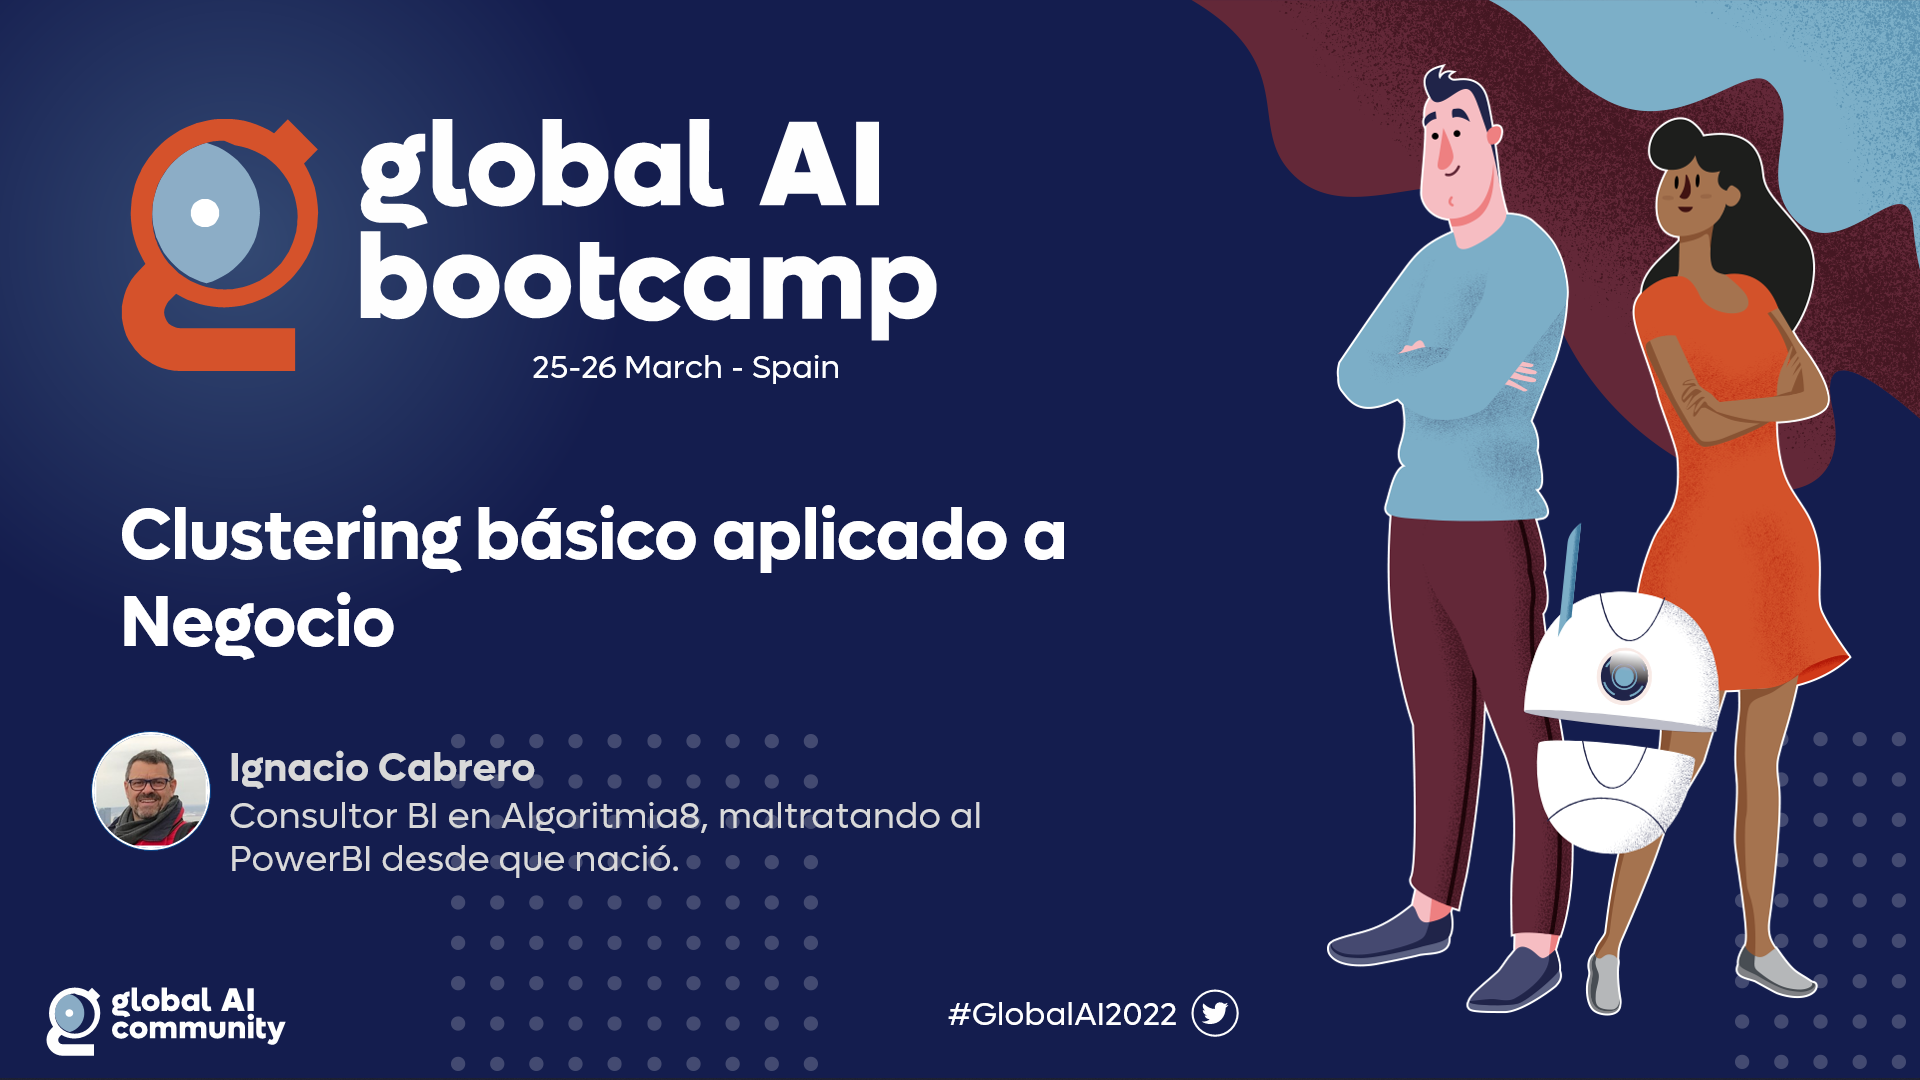 global AI
bootcamp
25-26 March - Spain
Clustering básico aplicado a
Negocio
Ignacio Cabrero
Consultor BI en Algoritmia8, maltratando al
PowerBI desde que nació.
global AI
community
#GlobalAI2022